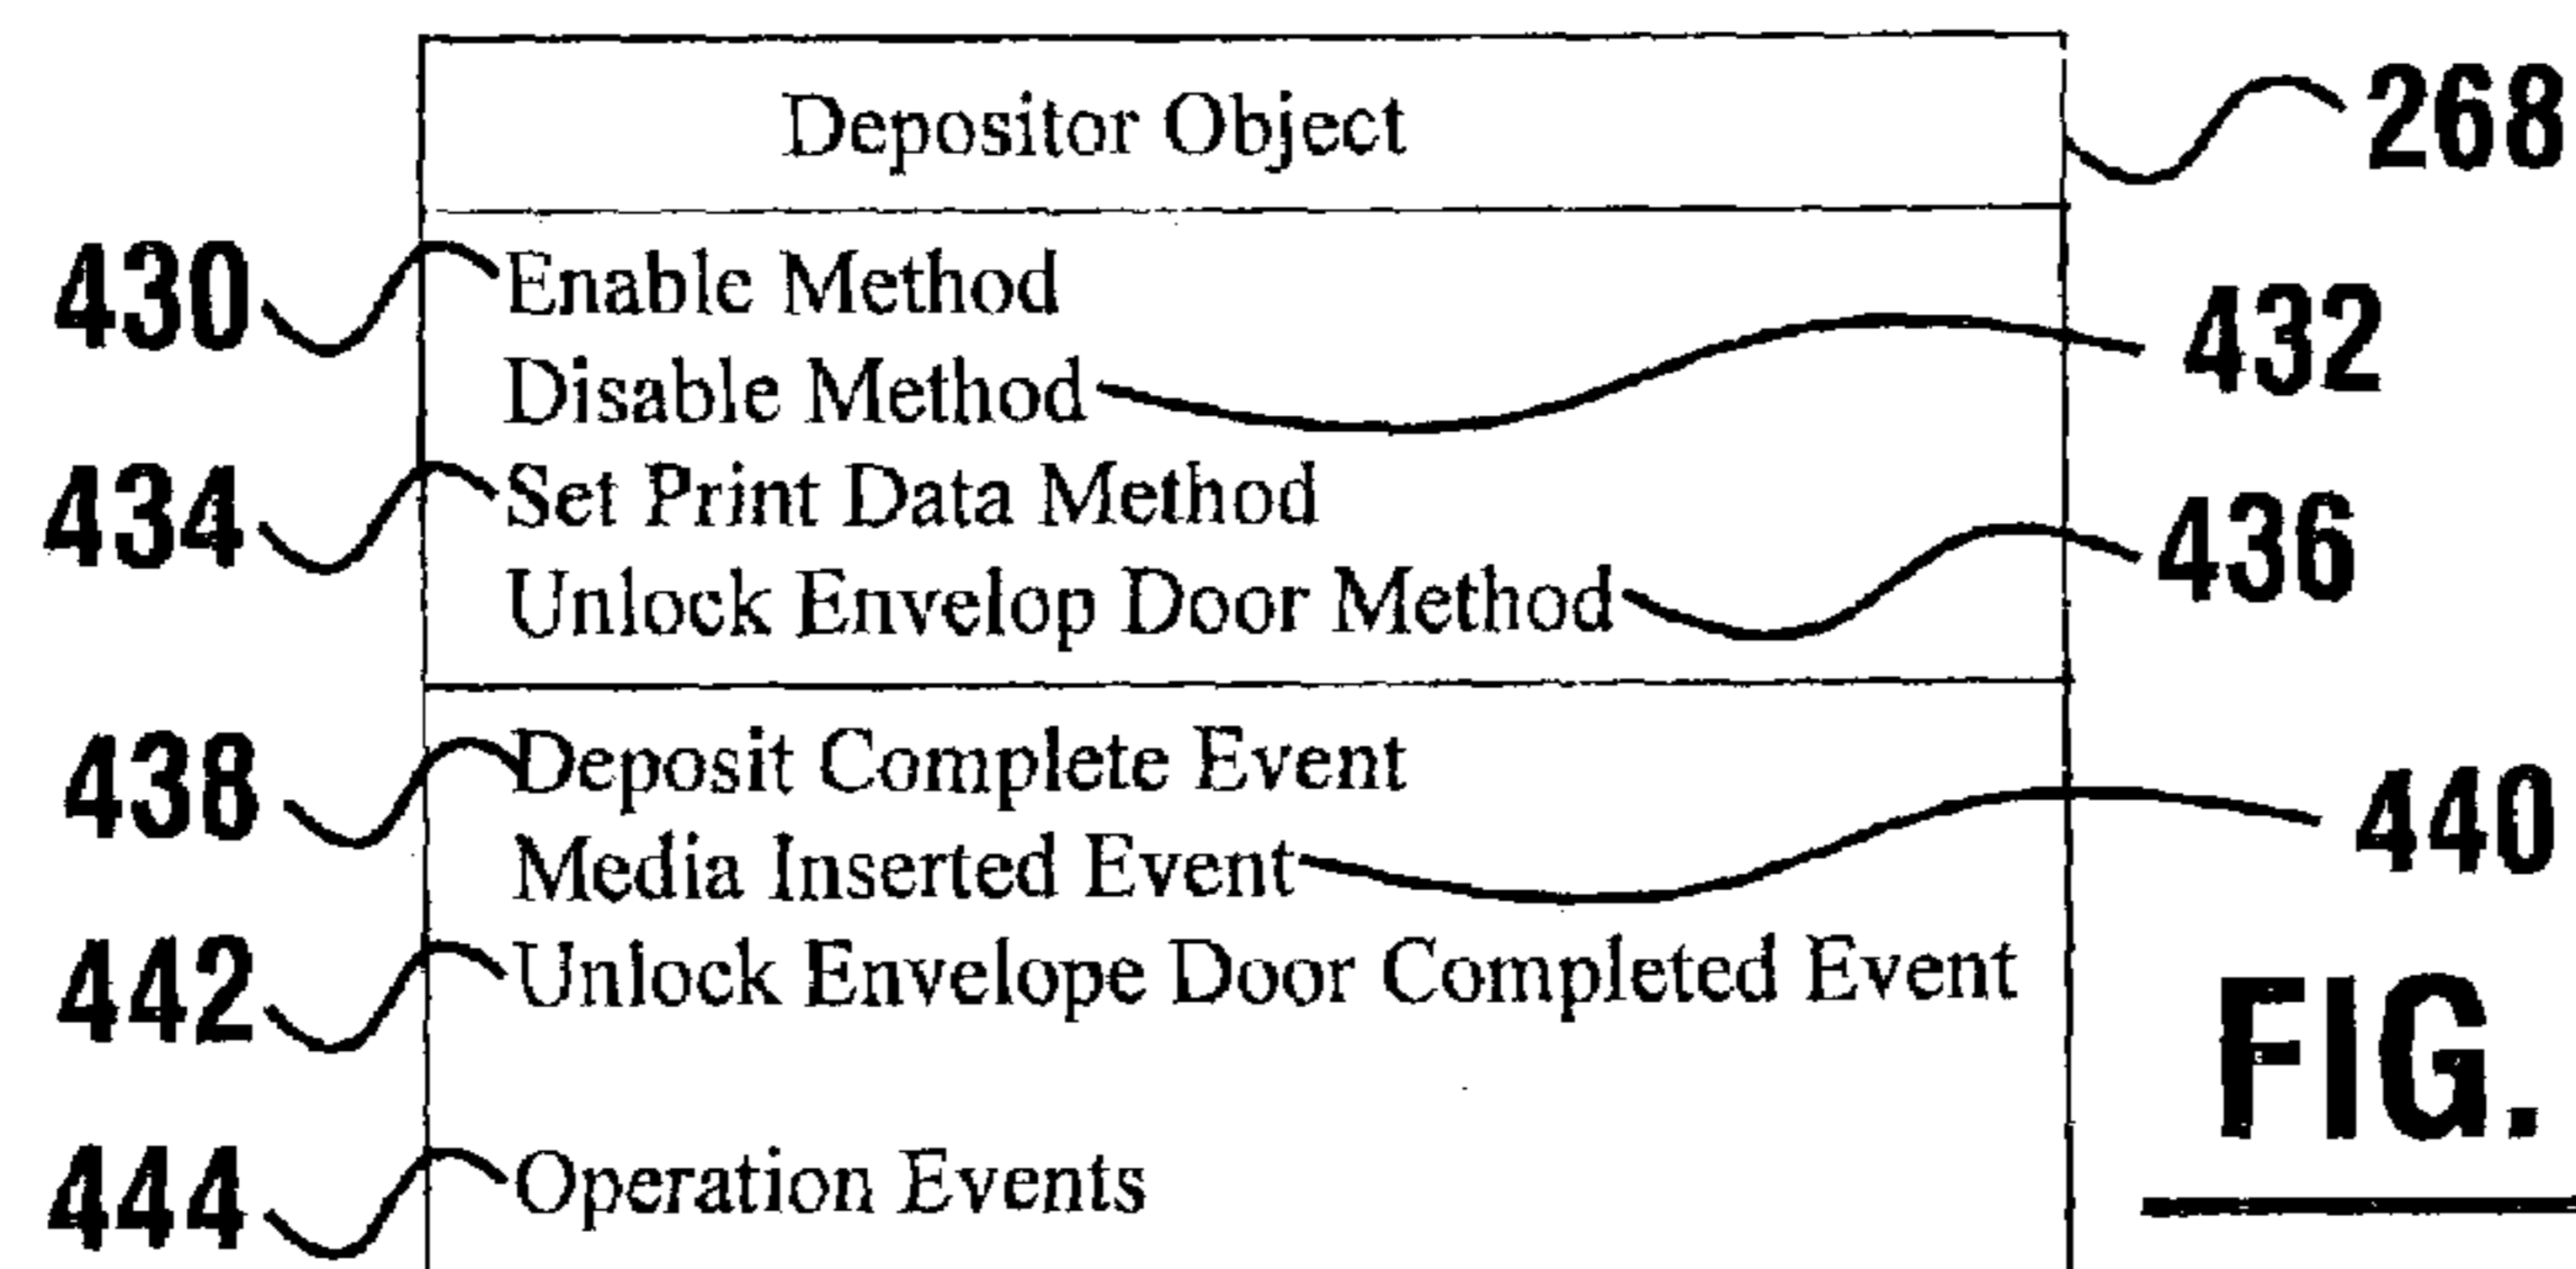 Depositor Object 268
430 Enable Method
Disable Method 432
434 Set Print Data Method
Unlock Envelop Door Method 436
438 Deposit Complete Event
Media Inserted Event 440
442 Unlock Envelope Door Completed Event
FIG.
444 Operation Events